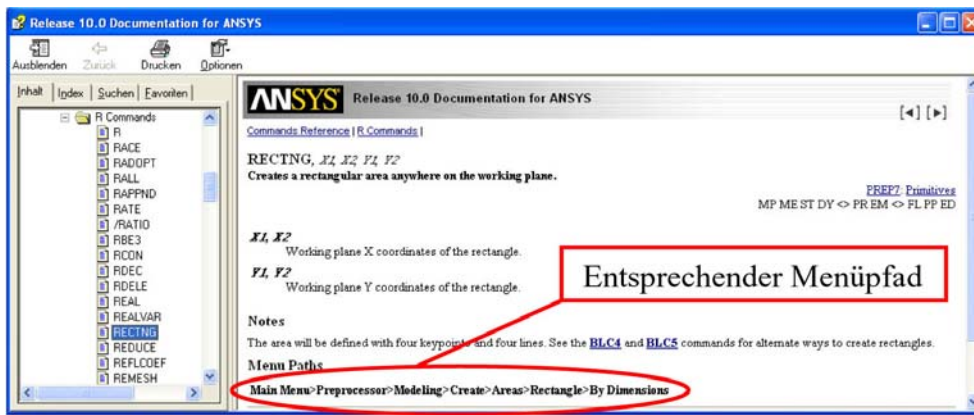 Release 10.0 Documentation for ANSYS
Ausblenden Zurück Drucken Optionen
Inhalt Index Suchen Favoriten
R Commands
R
RACE
RADOPT
RALL
RAPPND
RATE
/RATIO
RBE3
RCON
RDEC
RDELE
REAL
REALVAR
RECTNG
REDUCE
REFLCOEF
REMESH
ANSYS Release 10.0 Documentation for ANSYS
[◄] [►]
Commands Reference | R Commands |
RECTNG, X1, X2, Y1, Y2
Creates a rectangular area anywhere on the working plane.
PREP7: Primitives
MP ME ST DY <> PR EM <> FL PP ED
X1, X2
Working plane X coordinates of the rectangle.
Y1, Y2
Working plane Y coordinates of the rectangle.
Entsprechender Menüpfad
Notes
The area will be defined with four keypoints and four lines. See the BLC4 and BLC5 commands for alternate ways to create rectangles.
Menu Paths
Main Menu>Preprocessor>Modeling>Create>Areas>Rectangle>By Dimensions